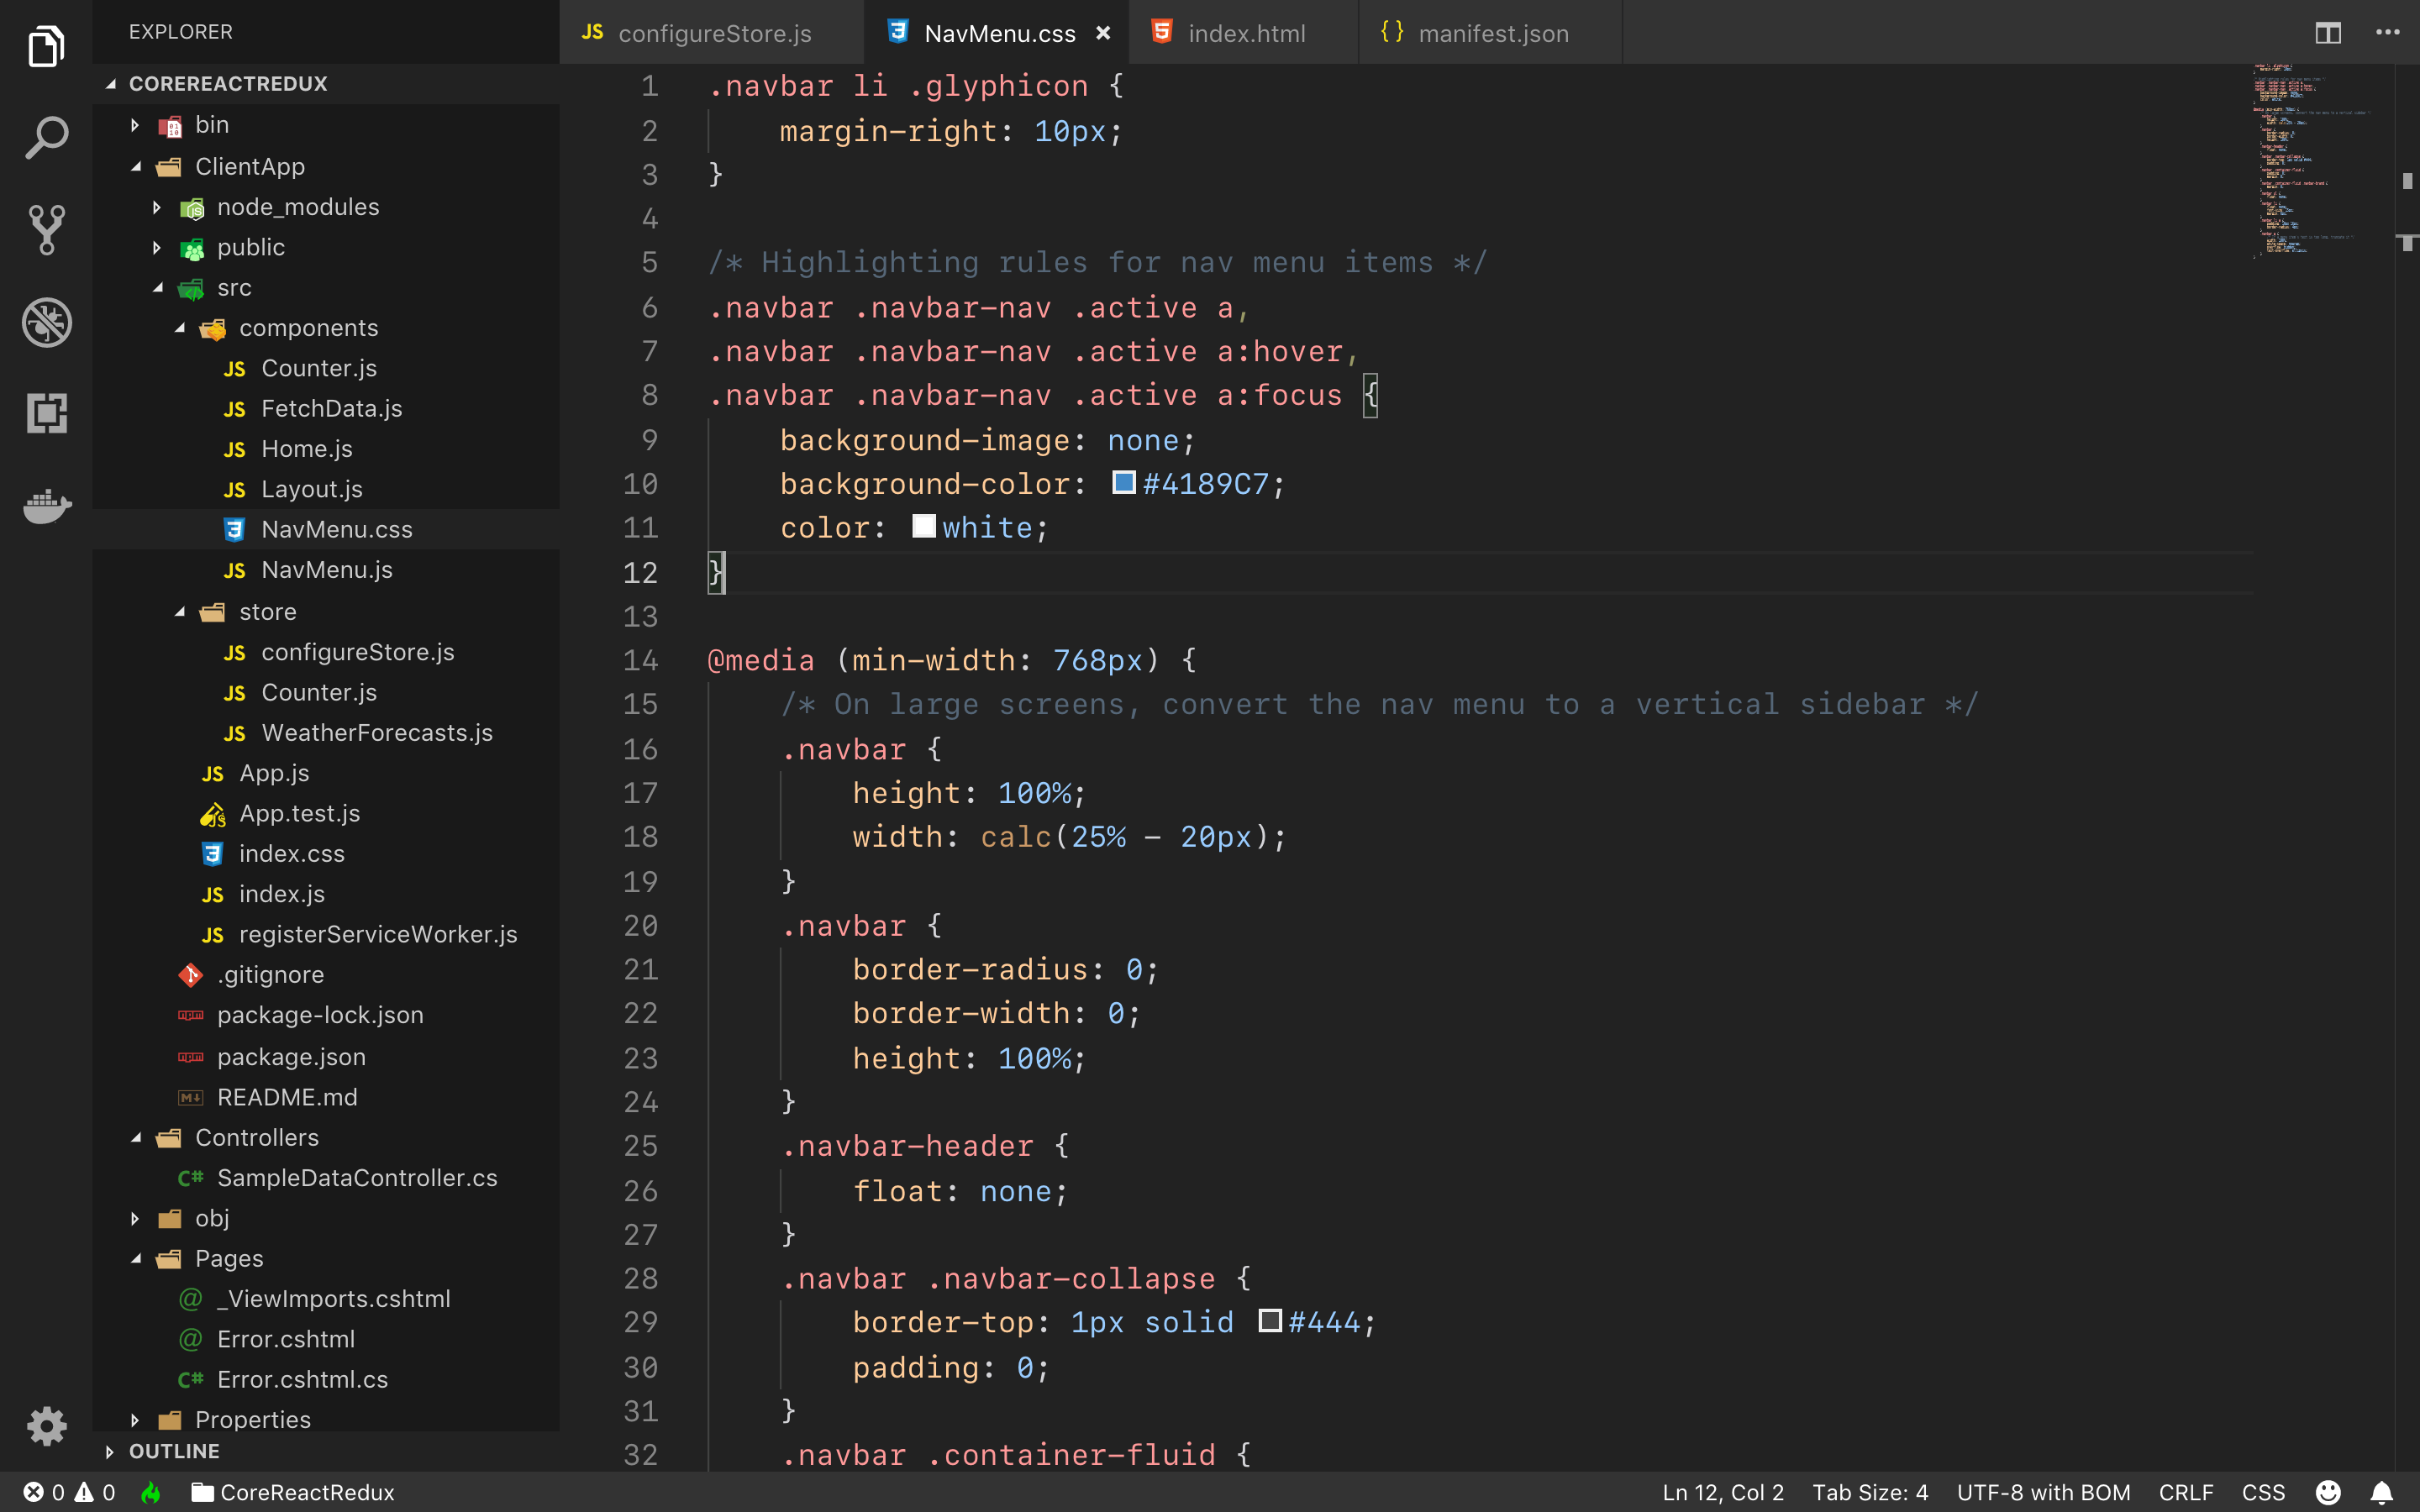 EXPLORER
COREREACTREDUX
bin
ClientApp
node_modules
public
src
components
JS Counter.js
JS FetchData.js
JS Home.js
JS Layout.js
NavMenu.css
JS NavMenu.js
store
JS configureStore.js
JS Counter.js
JS WeatherForecasts.js
JS App.js
App.test.js
index.css
JS index.js
JS registerServiceWorker.js
.gitignore
package-lock.json
package.json
README.md
Controllers
C# SampleDataController.cs
obj
Pages
@ _ViewImports.cshtml
@ Error.cshtml
C# Error.cshtml.cs
Properties
OUTLINE
JS configureStore.js NavMenu.css × index.html {} manifest.json
1 .navbar li .glyphicon {
2 margin-right: 10px;
3 }
4
5 /* Highlighting rules for nav menu items */
6 .navbar .navbar-nav .active a,
7 .navbar .navbar-nav .active a:hover,
8 .navbar .navbar-nav .active a:focus {
9 background-image: none;
10 background-color: #4189C7;
11 color: white;
12 }
13
14 @media (min-width: 768px) {
15 /* On large screens, convert the nav menu to a vertical sidebar */
16 .navbar {
17 height: 100%;
18 width: calc(25% - 20px);
19 }
20 .navbar {
21 border-radius: 0;
22 border-width: 0;
23 height: 100%;
24 }
25 .navbar-header {
26 float: none;
27 }
28 .navbar .navbar-collapse {
29 border-top: 1px solid #444;
30 padding: 0;
31 }
32 .navbar .container-fluid {
0 0 CoreReactRedux Ln 12, Col 2 Tab Size: 4 UTF-8 with BOM CRLF CSS